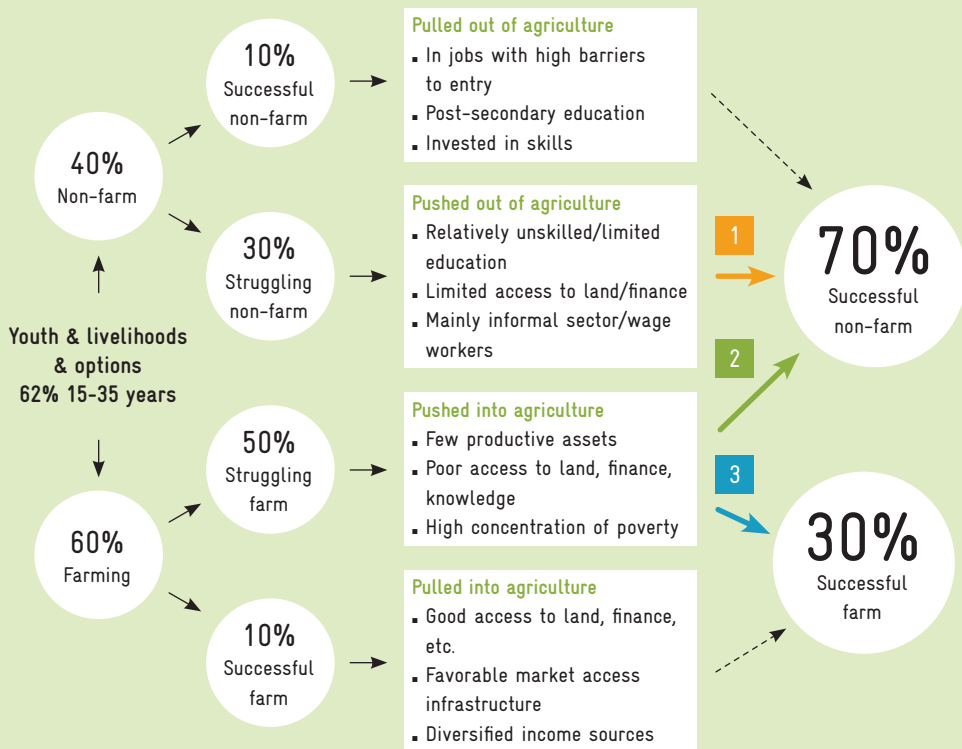 Youth & livelihoods
& options
62% 15-35 years
40%
Non-farm
60%
Farming
10%
Successful
non-farm
30%
Struggling
non-farm
50%
Struggling
farm
10%
Successful
farm
Pulled out of agriculture
▪ In jobs with high barriers
to entry
▪ Post-secondary education
▪ Invested in skills
Pushed out of agriculture
▪ Relatively unskilled/limited
education
▪ Limited access to land/finance
▪ Mainly informal sector/wage
workers
Pushed into agriculture
▪ Few productive assets
▪ Poor access to land, finance,
knowledge
▪ High concentration of poverty
Pulled into agriculture
▪ Good access to land, finance,
etc.
▪ Favorable market access
infrastructure
▪ Diversified income sources
1
2
3
70%
Successful
non-farm
30%
Successful
farm